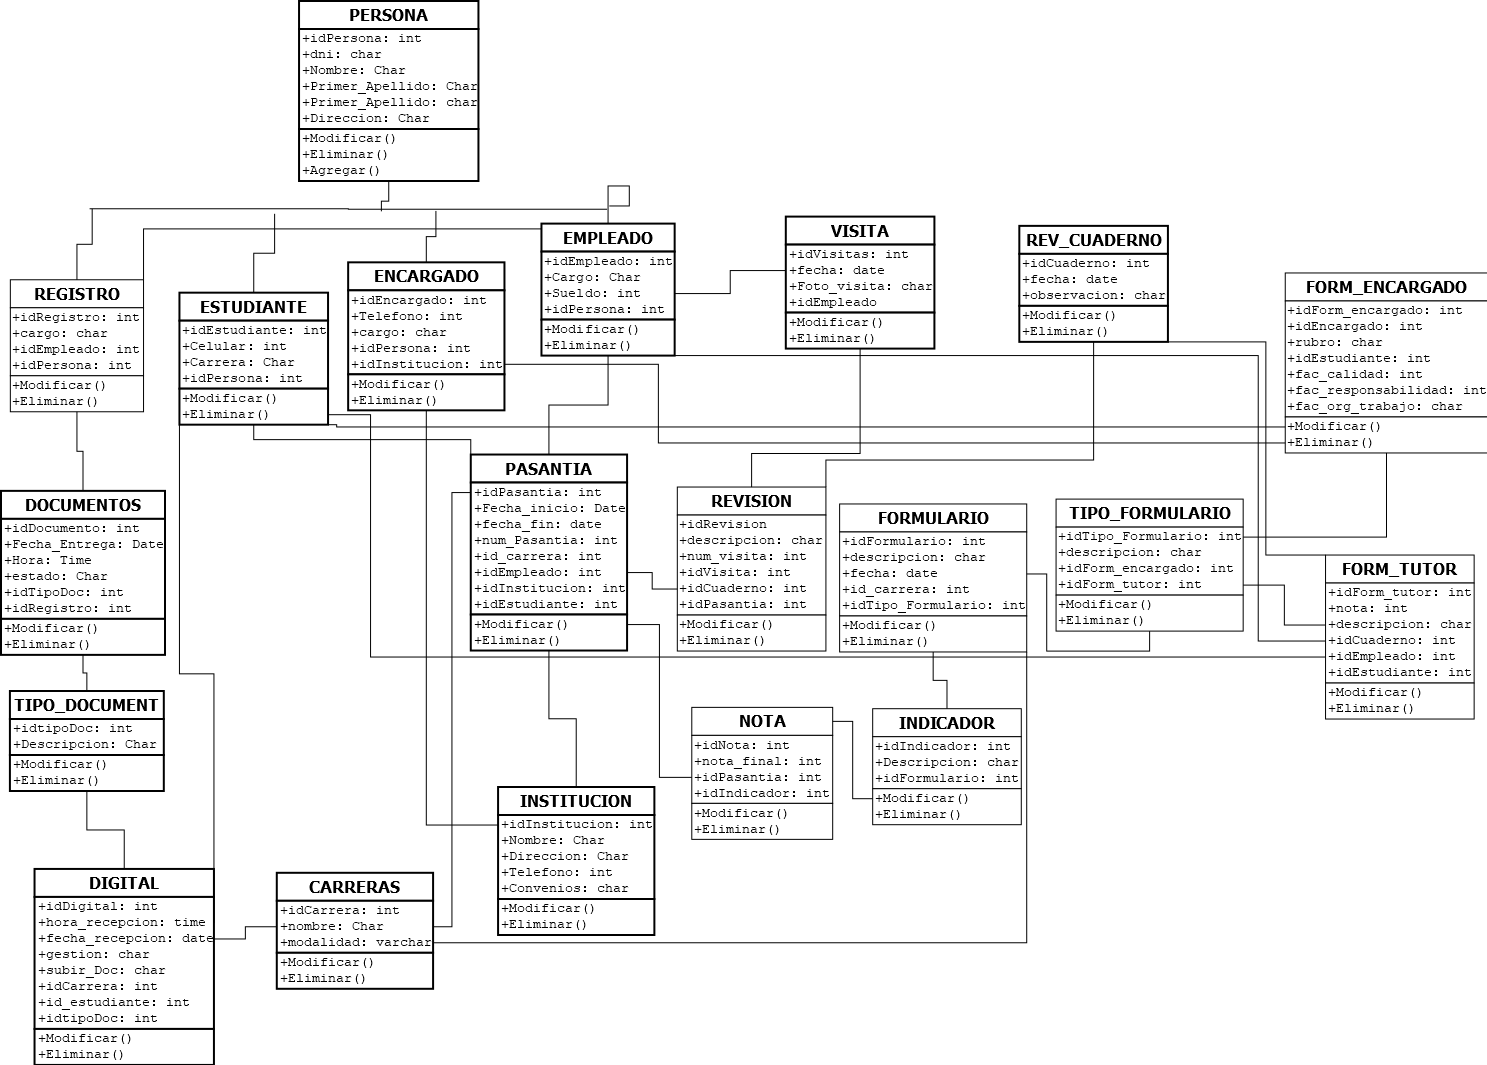 PERSONA
+idPersona: int
+dni: char
+Nombre: Char
+Primer_Apellido: Char
+Primer_Apellido: char
+Direccion: Char
+Modificar()
+Eliminar()
+Agregar()
REGISTRO
+idRegistro: int
+cargo: char
+idEmpleado: int
+idPersona: int
+Modificar()
+Eliminar()
ESTUDIANTE
+idEstudiante: int
+Celular: int
+Carrera: Char
+idPersona: int
+Modificar()
+Eliminar()
ENCARGADO
+idEncargado: int
+Telefono: int
+cargo: char
+idPersona: int
+idInstitucion: int
+Modificar()
+Eliminar()
EMPLEADO
+idEmpleado: int
+Cargo: Char
+Sueldo: int
+idPersona: int
+Modificar()
+Eliminar()
VISITA
+idVisitas: int
+fecha: date
+Foto_visita: char
+idEmpleado
+Modificar()
+Eliminar()
REV_CUADERNO
+idCuaderno: int
+fecha: date
+observacion: char
+Modificar()
+Eliminar()
FORM_ENCARGADO
+idForm_encargado: int
+idEncargado: int
+rubro: char
+idEstudiante: int
+fac_calidad: int
+fac_responsabilidad: int
+fac_org_trabajo: char
+Modificar()
+Eliminar()
DOCUMENTOS
+idDocumento: int
+Fecha_Entrega: Date
+Hora: Time
+estado: Char
+idTipoDoc: int
+idRegistro: int
+Modificar()
+Eliminar()
PASANTIA
+idPasantia: int
+Fecha_inicio: Date
+fecha_fin: date
+num_Pasantia: int
+id_carrera: int
+idEmpleado: int
+idInstitucion: int
+idEstudiante: int
+Modificar()
+Eliminar()
REVISION
+idRevision
+descripcion: char
+num_visita: int
+idVisita: int
+idCuaderno: int
+idPasantia: int
+Modificar()
+Eliminar()
FORMULARIO
+idFormulario: int
+descripcion: char
+fecha: date
+id_carrera: int
+idTipo_Formulario: int
+Modificar()
+Eliminar()
TIPO_FORMULARIO
+idTipo_Formulario: int
+descripcion: char
+idForm_encargado: int
+idForm_tutor: int
+Modificar()
+Eliminar()
FORM_TUTOR
+idForm_tutor: int
+nota: int
+descripcion: char
+idCuaderno: int
+idEmpleado: int
+idEstudiante: int
+Modificar()
+Eliminar()
TIPO_DOCUMENT
+idtipoDoc: int
+Descripcion: Char
+Modificar()
+Eliminar()
NOTA
+idNota: int
+nota_final: int
+idPasantia: int
+idIndicador: int
+Modificar()
+Eliminar()
INDICADOR
+idIndicador: int
+Descripcion: char
+idFormulario: int
+Modificar()
+Eliminar()
INSTITUCION
+idInstitucion: int
+Nombre: Char
+Direccion: Char
+Telefono: int
+Convenios: char
+Modificar()
+Eliminar()
DIGITAL
+idDigital: int
+hora_recepcion: time
+fecha_recepcion: date
+gestion: char
+subir_Doc: char
+idCarrera: int
+id_estudiante: int
+idtipoDoc: int
+Modificar()
+Eliminar()
CARRERAS
+idCarrera: int
+nombre: Char
+modalidad: varchar
+Modificar()
+Eliminar()